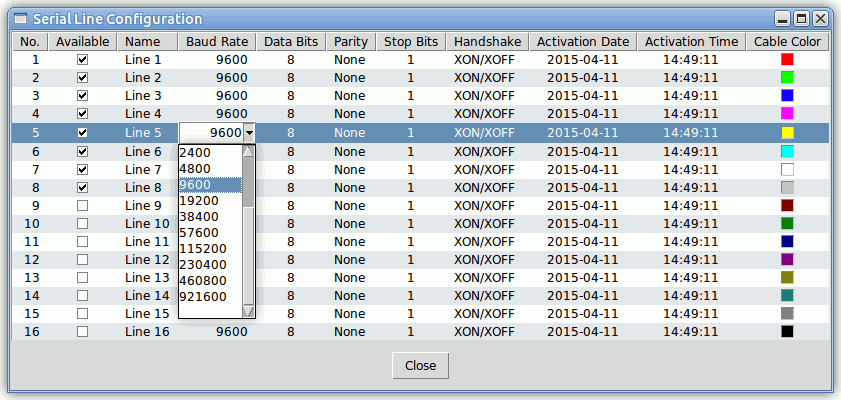 Serial Line Configuration
No. Available Name Baud Rate Data Bits Parity Stop Bits Handshake Activation Date Activation Time Cable Color
1 Line 1 9600 8 None 1 XON/XOFF 2015-04-11 14:49:11
2 Line 2 9600 8 None 1 XON/XOFF 2015-04-11 14:49:11
3 Line 3 9600 8 None 1 XON/XOFF 2015-04-11 14:49:11
4 Line 4 9600 8 None 1 XON/XOFF 2015-04-11 14:49:11
5 Line 5 9600 8 None 1 XON/XOFF 2015-04-11 14:49:11
6 Line 6 2400 8 None 1 XON/XOFF 2015-04-11 14:49:11
7 Line 7 4800 8 None 1 XON/XOFF 2015-04-11 14:49:11
8 Line 8 9600 8 None 1 XON/XOFF 2015-04-11 14:49:11
9 Line 9 19200 8 None 1 XON/XOFF 2015-04-11 14:49:11
10 Line 10 38400 8 None 1 XON/XOFF 2015-04-11 14:49:11
11 Line 11 57600 8 None 1 XON/XOFF 2015-04-11 14:49:11
115200
12 Line 12 230400 8 None 1 XON/XOFF 2015-04-11 14:49:11
13 Line 13 460800 8 None 1 XON/XOFF 2015-04-11 14:49:11
14 Line 14 921600 8 None 1 XON/XOFF 2015-04-11 14:49:11
15 Line 15 8 None 1 XON/XOFF 2015-04-11 14:49:11
16 Line 16 9600 8 None 1 XON/XOFF 2015-04-11 14:49:11
Close